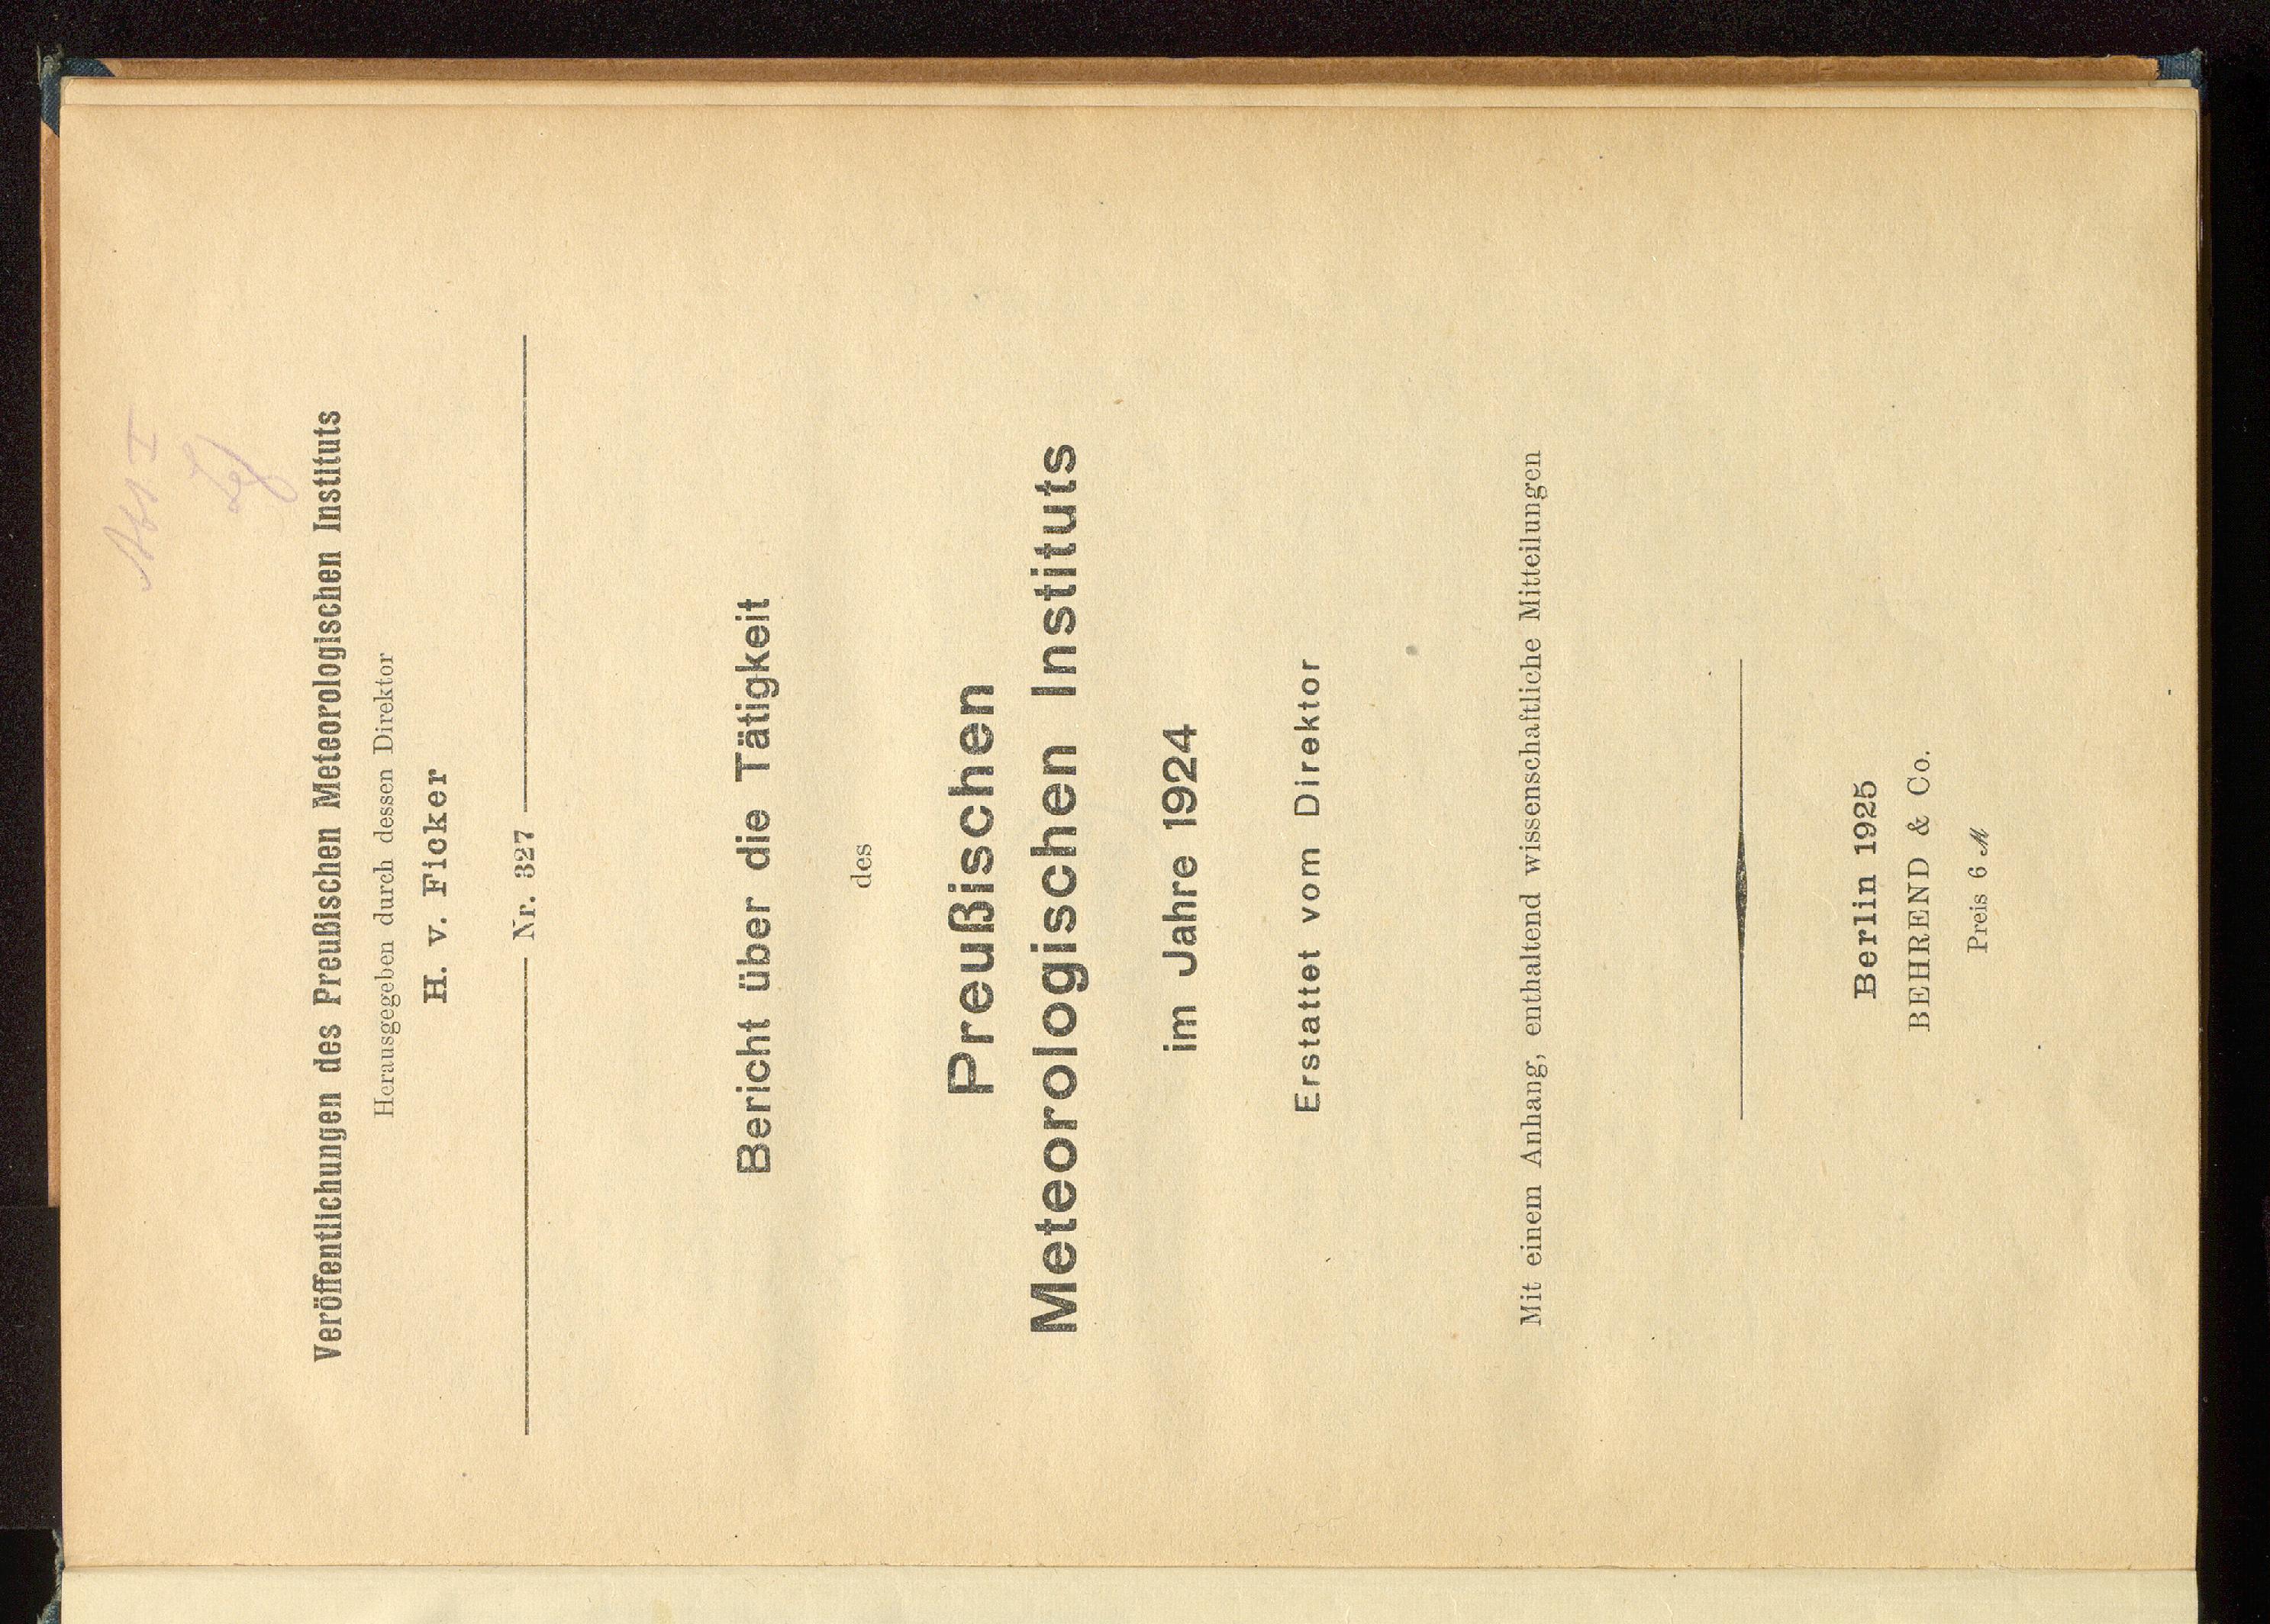 Veröffentlichungen des Preußischen Meteorologischen Instituts
Herausgegeben durch dessen Direktor
H. v. Ficker
Nr. 327
Bericht über die Tätigkeit
des
Preußischen
Meteorologischen Instituts
im Jahre 1924
Erstattet vom Direktor
Mit einem Anhang, enthaltend wissenschaftliche Mitteilungen
Berlin 1925
BEHREND & Co.
Preis 6 ℳ